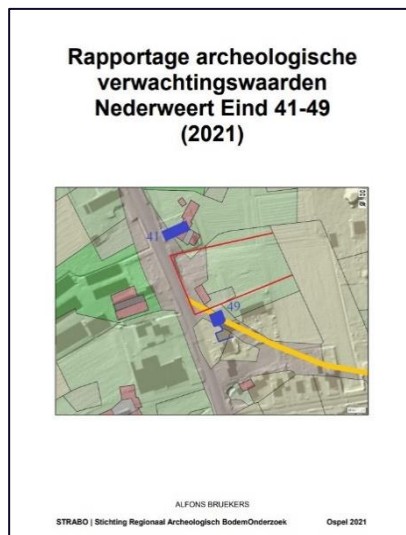 Rapportage archeologische
verwachtingswaarden
Nederweert Eind 41-49
(2021)
41
49
ALFONS BRUEKERS
STRABO | Stichting Regionaal Archeologisch BodemOnderzoek Ospel 2021